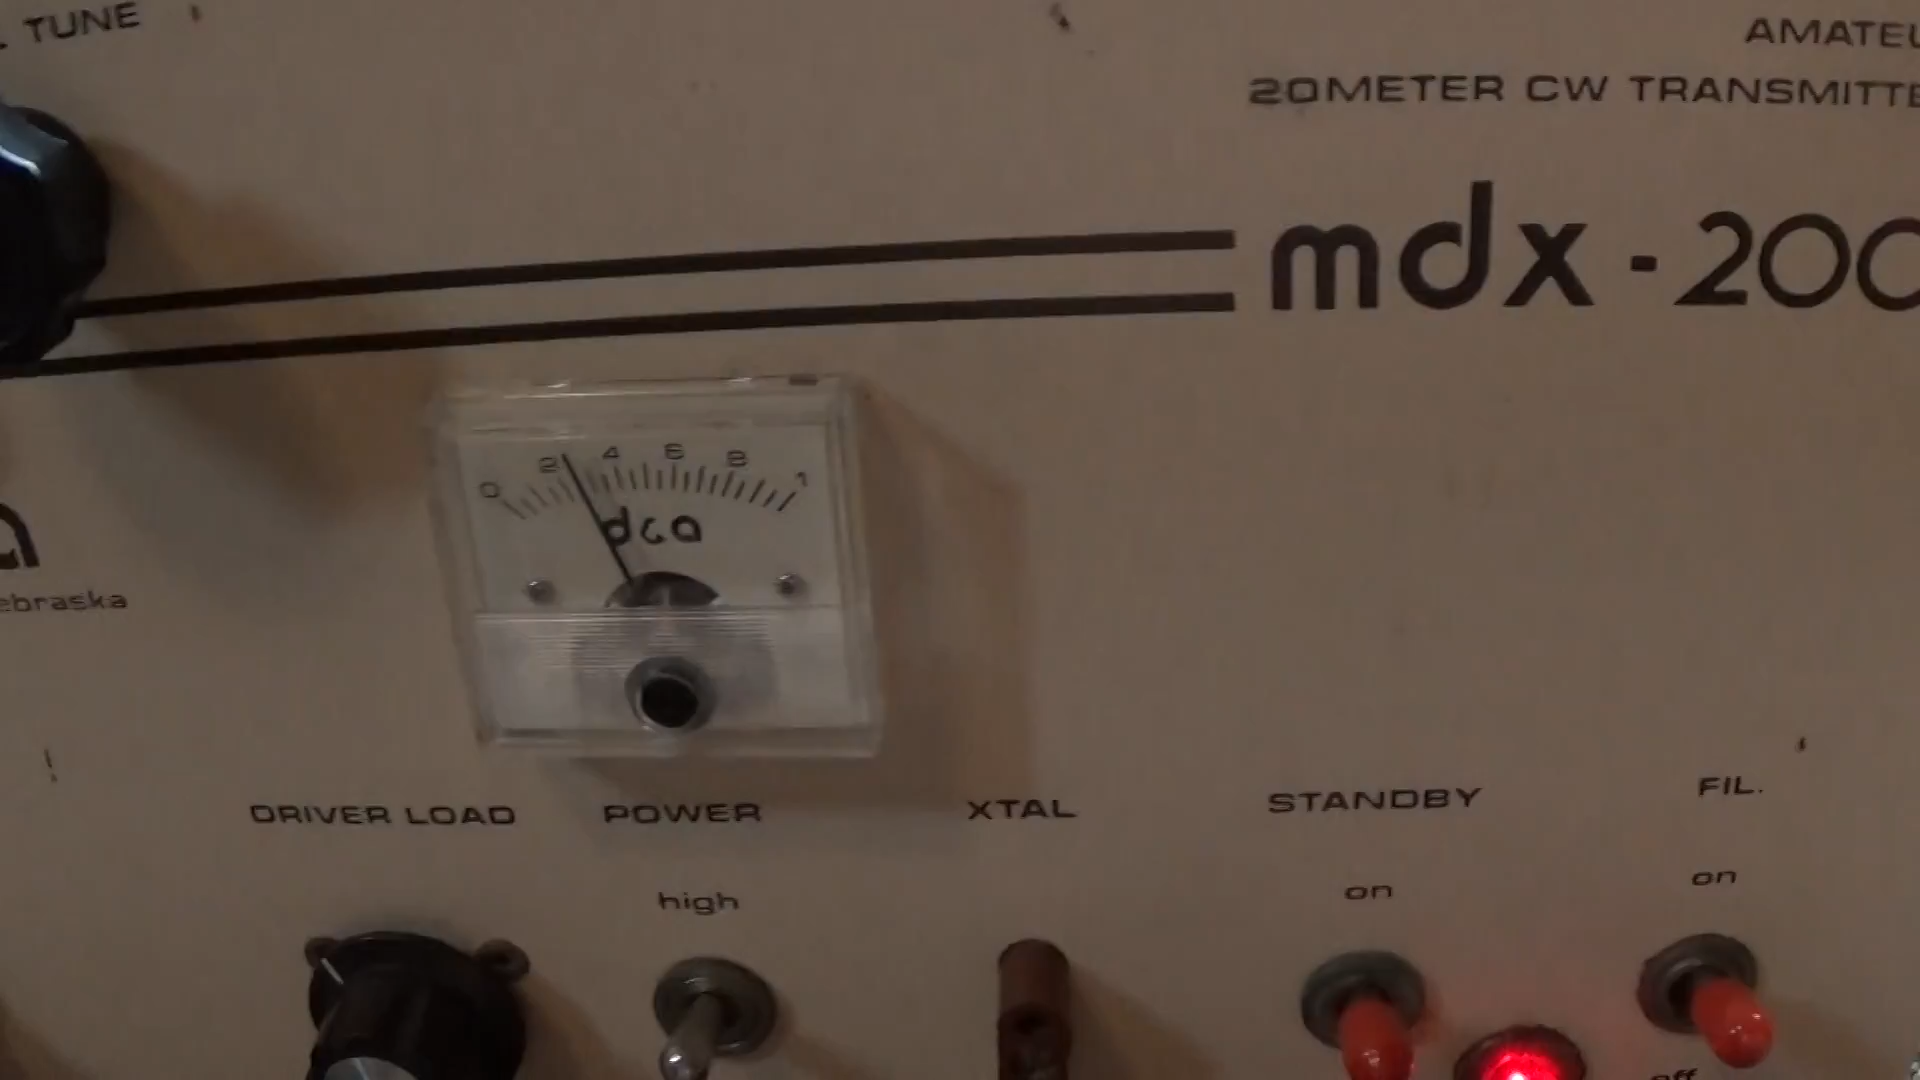 TUNE
AMATEU
20METER CW TRANSMITTE
mdx-200
0 2 4 6 8 1
dca
a
ebraska
DRIVER LOAD
POWER
XTAL
STANDBY
FIL.
high
on
on
off